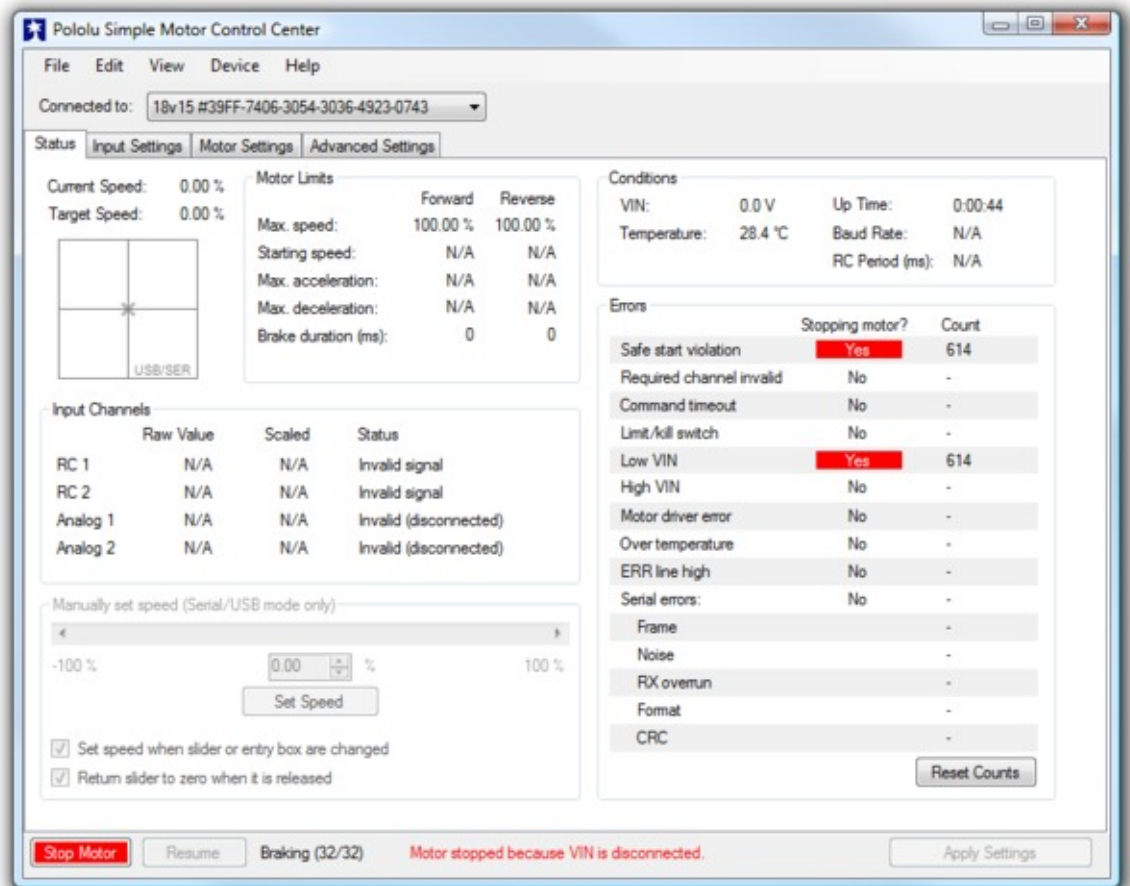 Pololu Simple Motor Control Center
File Edit View Device Help
Connected to: 18v15 #39FF-7406-3054-3036-4923-0743
Status Input Settings Motor Settings Advanced Settings
Current Speed: 0.00 %
Target Speed: 0.00 %
USB/SER
Motor Limits
Forward Reverse
Max. speed: 100.00 % 100.00 %
Starting speed: N/A N/A
Max. acceleration: N/A N/A
Max. deceleration: N/A N/A
Brake duration (ms): 0 0
Input Channels
Raw Value Scaled Status
RC 1 N/A N/A Invalid signal
RC 2 N/A N/A Invalid signal
Analog 1 N/A N/A Invalid (disconnected)
Analog 2 N/A N/A Invalid (disconnected)
Manually set speed (Serial/USB mode only)
-100 % 0.00 % 100 %
Set Speed
Set speed when slider or entry box are changed
Return slider to zero when it is released
Conditions
VIN: 0.0 V Up Time: 0:00:44
Temperature: 28.4 °C Baud Rate: N/A
RC Period (ms): N/A
Errors
Stopping motor? Count
Safe start violation Yes 614
Required channel invalid No -
Command timeout No -
Limit/kill switch No -
Low VIN Yes 614
High VIN No -
Motor driver error No -
Over temperature No -
ERR line high No -
Serial errors: No -
Frame -
Noise -
RX overrun -
Format -
CRC -
Reset Counts
Stop Motor Resume Braking (32/32) Motor stopped because VIN is disconnected. Apply Settings